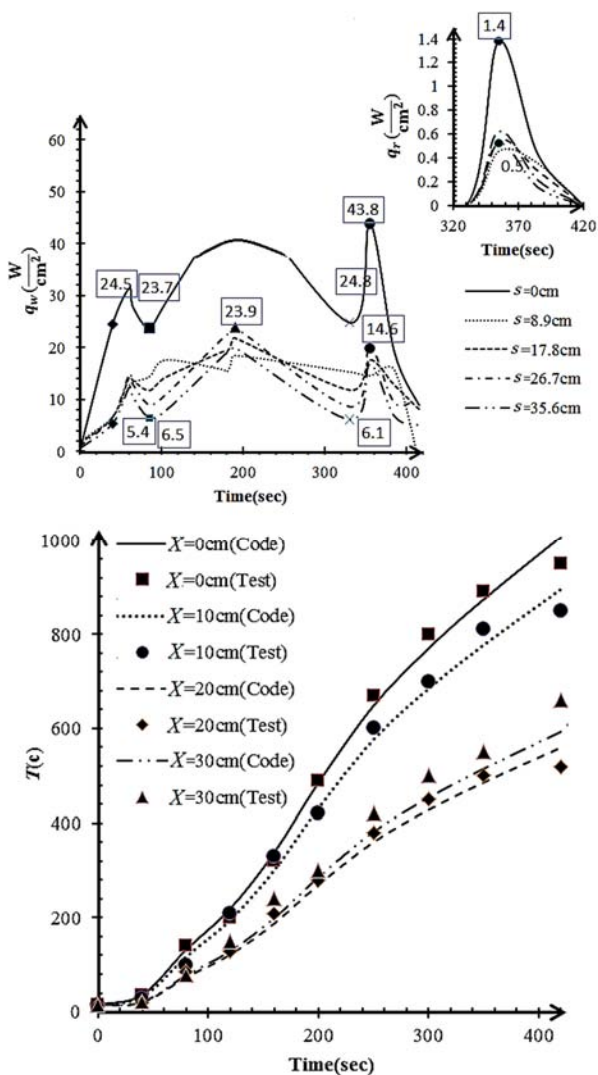 1.4
1.4
1.2
1
0.8
0.6
0.4
0.2
0
q_r (W/cm²)
0.5
320 370 420
Time(sec)
60
50
40
30
20
10
0
q_w (W/cm²)
24.5
23.7
23.9
43.8
24.8
14.6
5.4
6.5
6.1
0 100 200 300 400
Time(sec)
s=0cm
s=8.9cm
s=17.8cm
s=26.7cm
s=35.6cm
1000
800
600
400
200
0
T(c)
X=0cm(Code)
X=0cm(Test)
X=10cm(Code)
X=10cm(Test)
X=20cm(Code)
X=20cm(Test)
X=30cm(Code)
X=30cm(Test)
0 100 200 300 400
Time(sec)